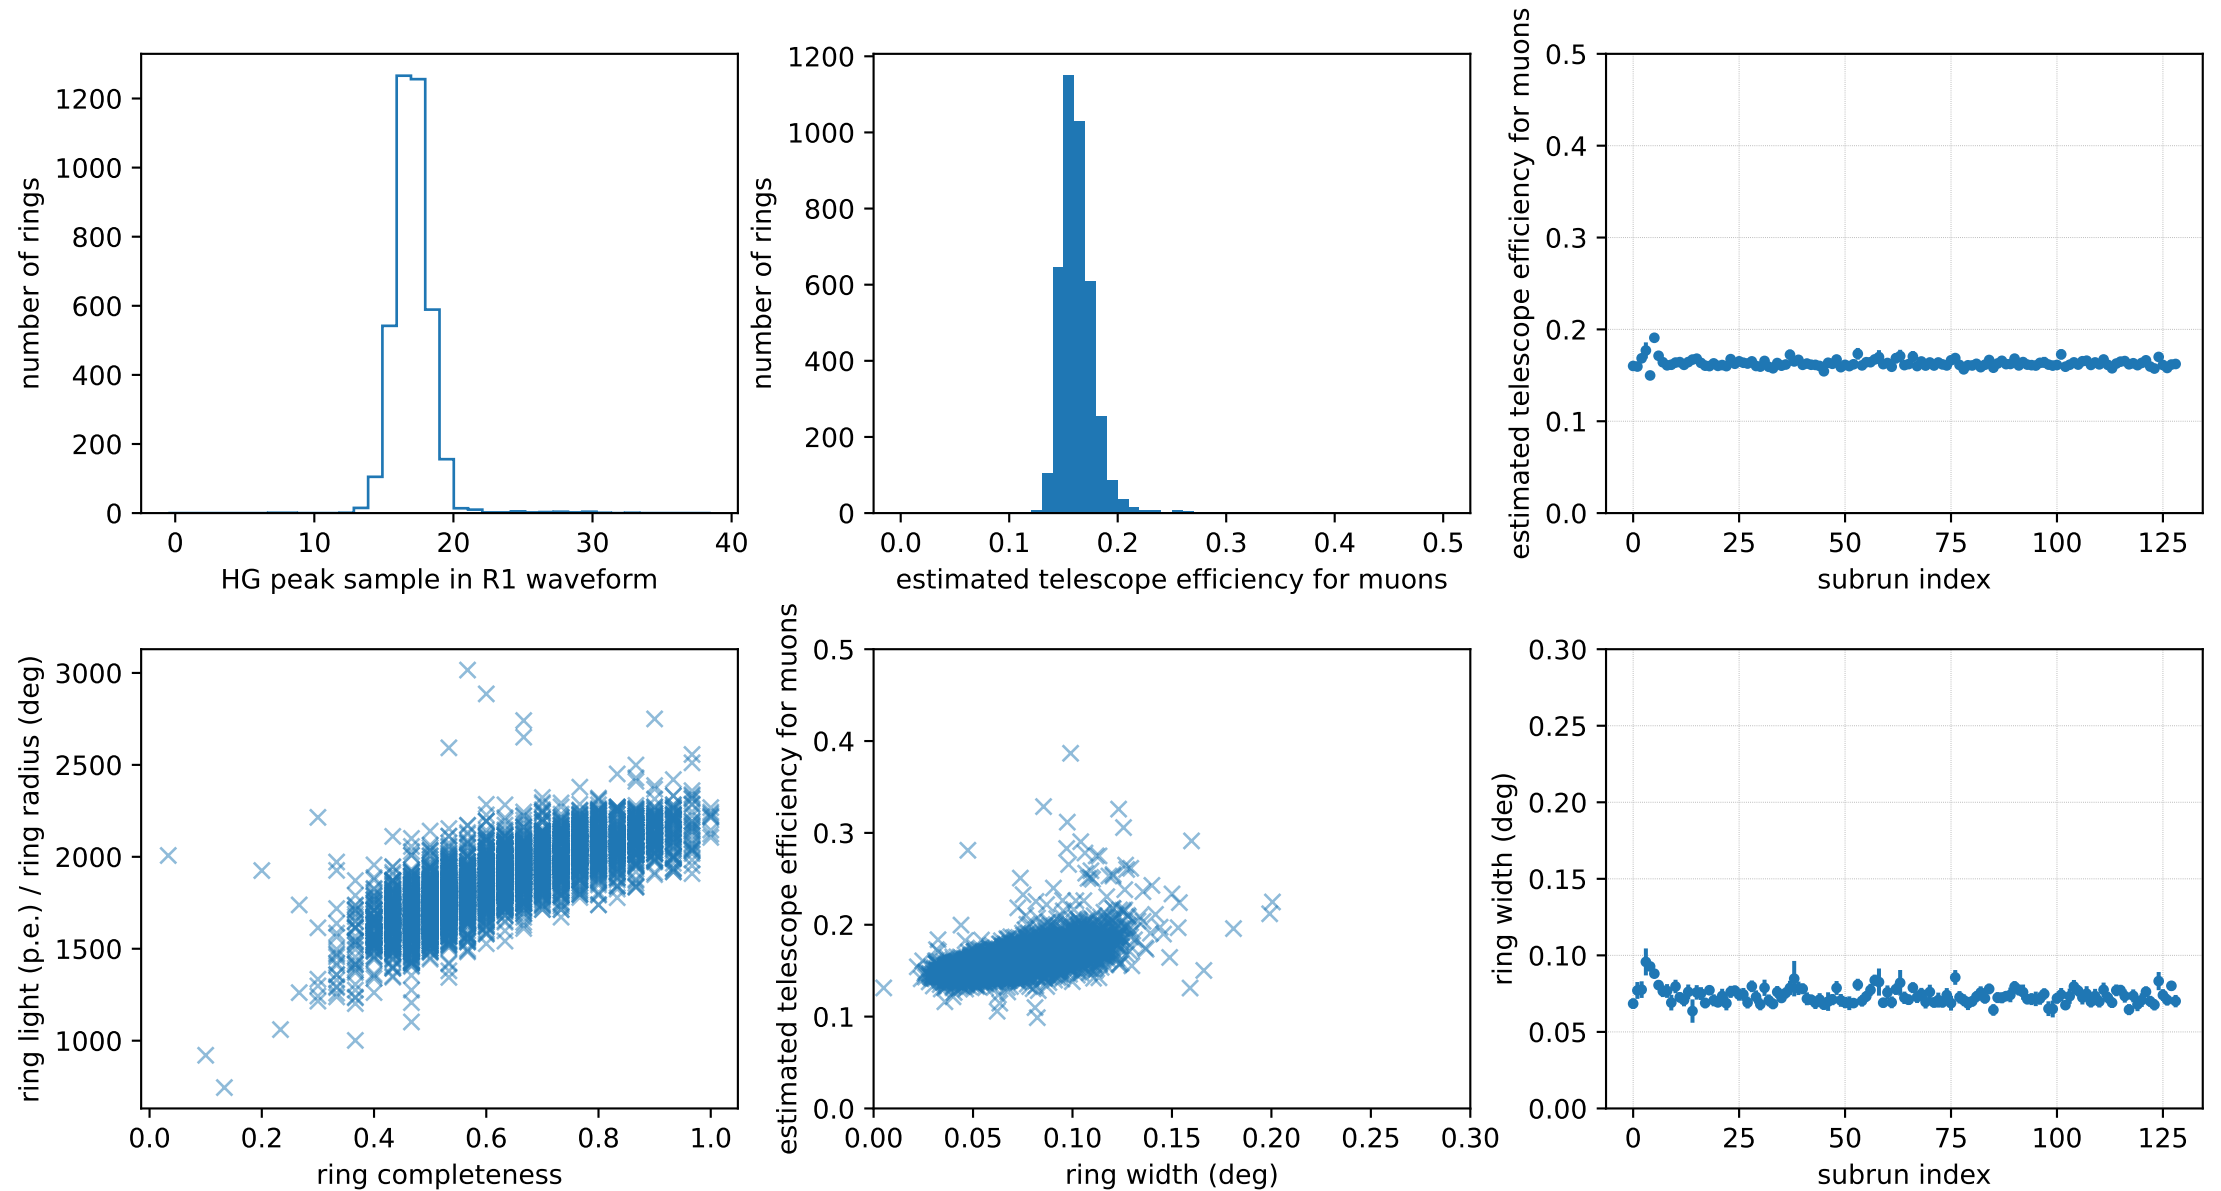 number of rings
1200
1000
800
600
400
200
0
0 10 20 30 40
HG peak sample in R1 waveform
number of rings
1200
1000
800
600
400
200
0
0.0 0.1 0.2 0.3 0.4 0.5
estimated telescope efficiency for muons
estimated telescope efficiency for muons
0.5
0.4
0.3
0.2
0.1
0.0
0 25 50 75 100 125
subrun index
ring light (p.e.) / ring radius (deg)
3000
2500
2000
1500
1000
0.0 0.2 0.4 0.6 0.8 1.0
ring completeness
estimated telescope efficiency for muons
0.5
0.4
0.3
0.2
0.1
0.0
0.00 0.05 0.10 0.15 0.20 0.25 0.30
ring width (deg)
ring width (deg)
0.30
0.25
0.20
0.15
0.10
0.05
0.00
0 25 50 75 100 125
subrun index